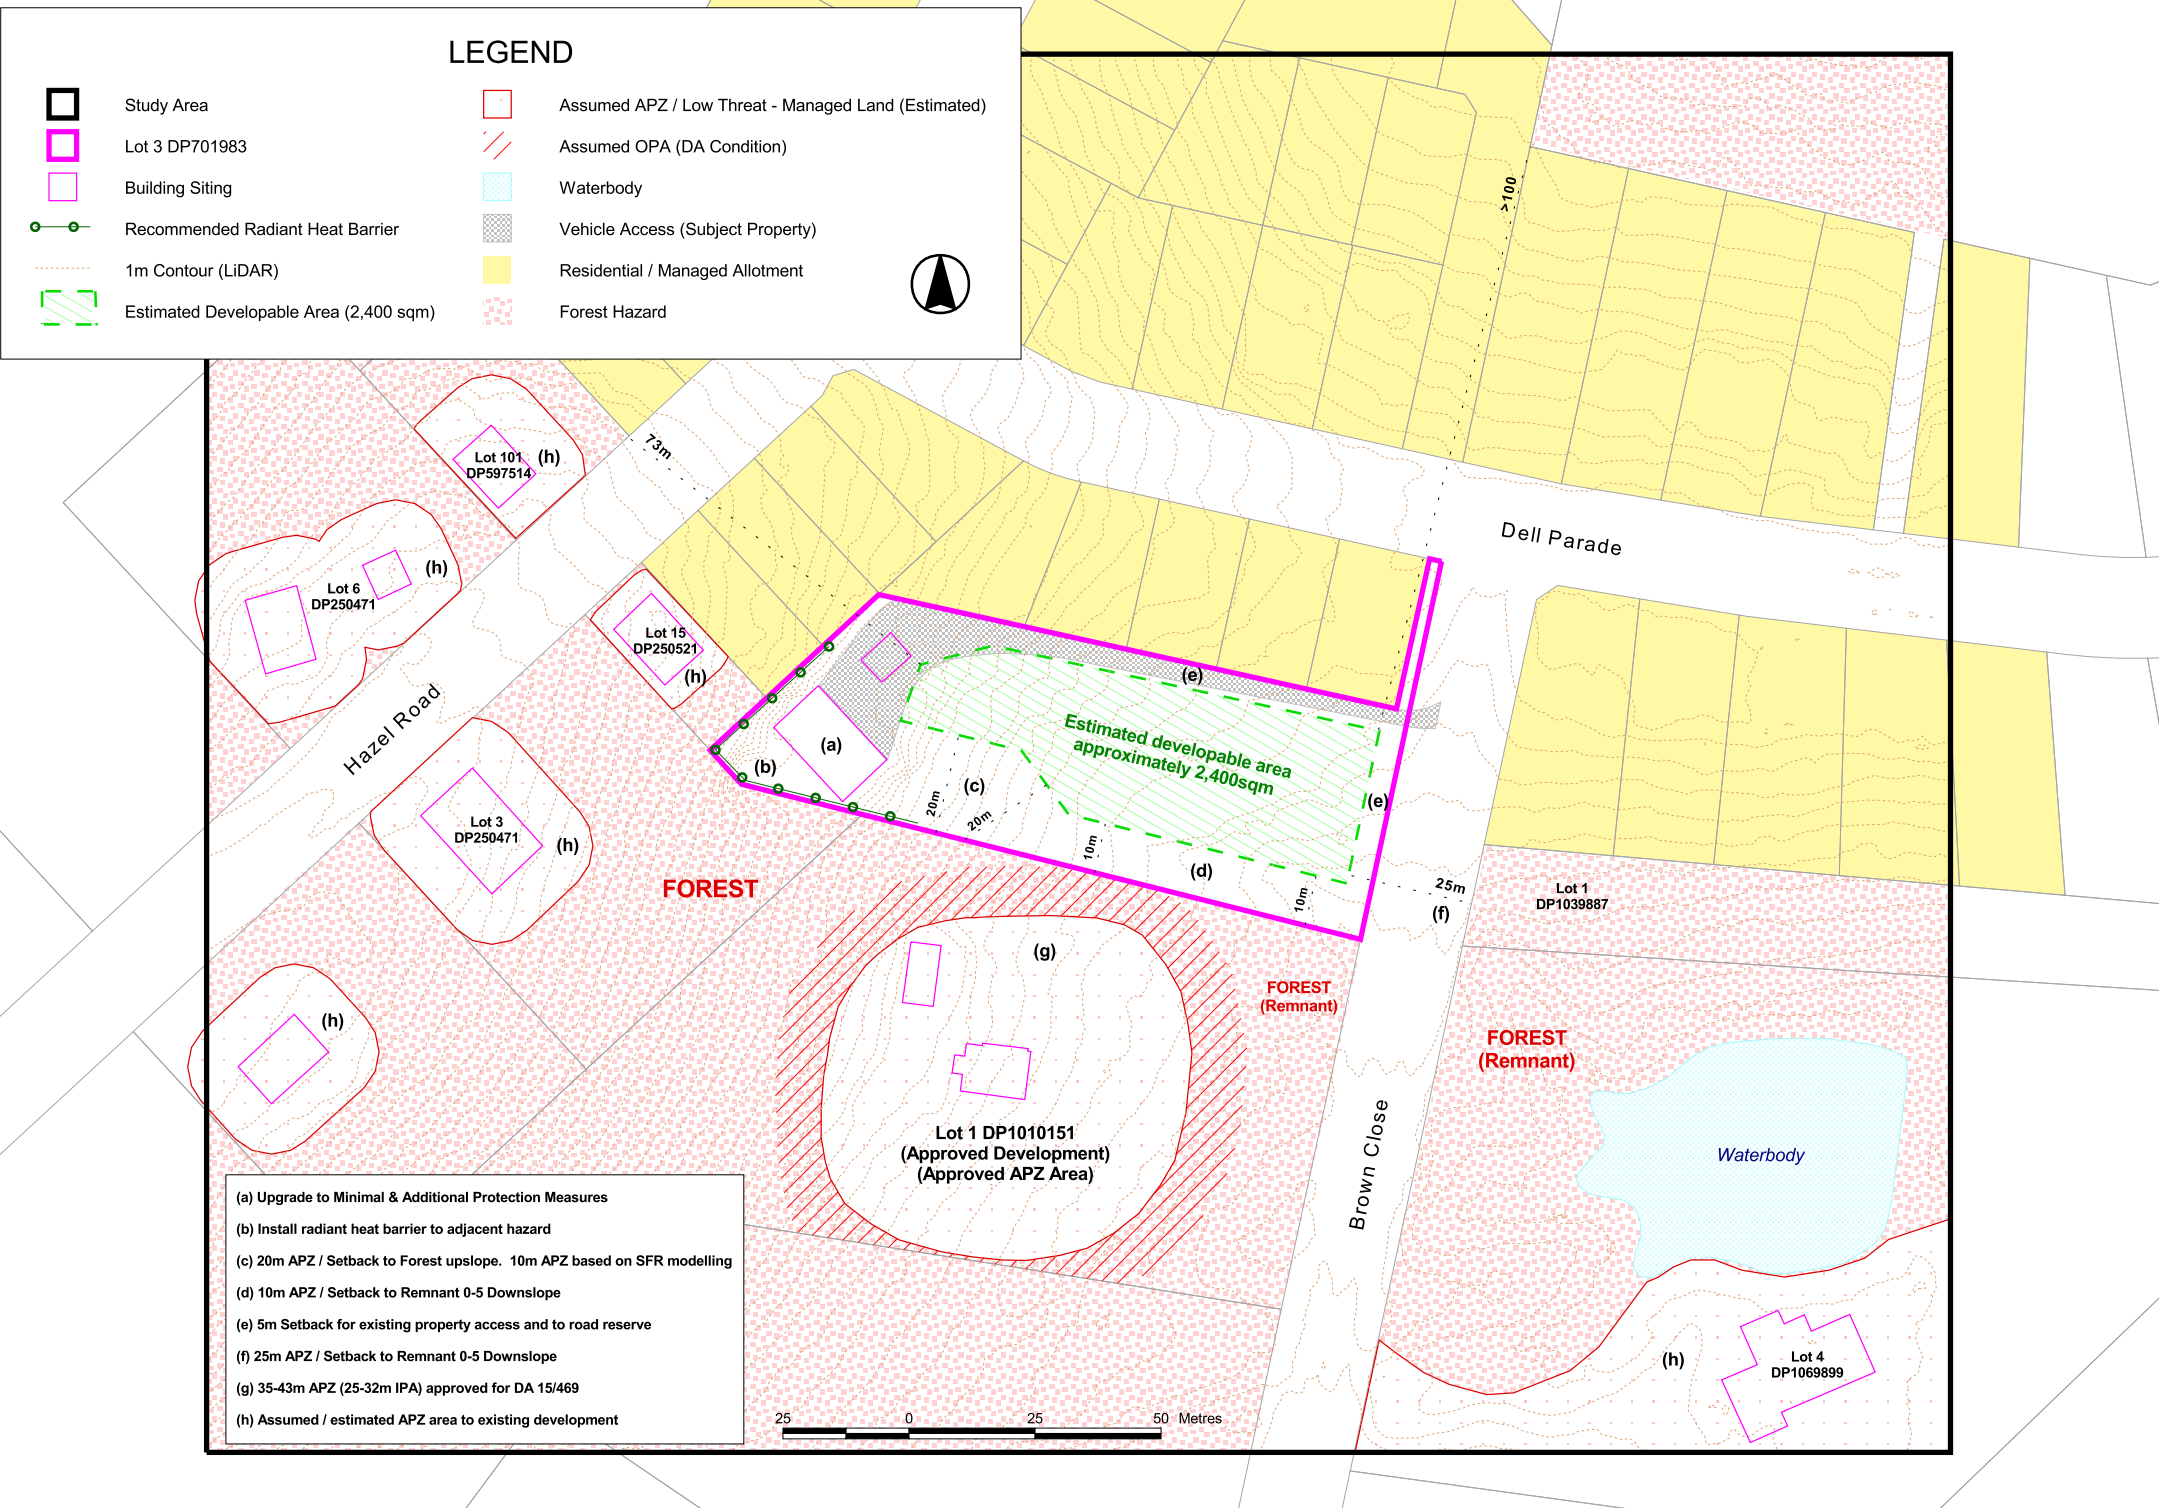 LEGEND
Study Area
Lot 3 DP701983
Building Siting
Recommended Radiant Heat Barrier
1m Contour (LiDAR)
Estimated Developable Area (2,400 sqm)
Assumed APZ / Low Threat - Managed Land (Estimated)
Assumed OPA (DA Condition)
Waterbody
Vehicle Access (Subject Property)
Residential / Managed Allotment
Forest Hazard
>100
73m
Lot 101
DP597514
(h)
Dell Parade
Lot 6
DP250471
(h)
Lot 15
DP250521
(h)
Hazel Road
(e)
Estimated developable area
approximately 2,400sqm
(a)
(b)
(c)
20m
20m
(e)
Lot 3
DP250471
(h)
10m
(d)
10m
25m
(f)
Lot 1
DP1039887
FOREST
(g)
FOREST
(Remnant)
FOREST
(Remnant)
(h)
Lot 1 DP1010151
(Approved Development)
(Approved APZ Area)
Brown Close
Waterbody
(a) Upgrade to Minimal & Additional Protection Measures
(b) Install radiant heat barrier to adjacent hazard
(c) 20m APZ / Setback to Forest upslope.  10m APZ based on SFR modelling
(d) 10m APZ / Setback to Remnant 0-5 Downslope
(e) 5m Setback for existing property access and to road reserve
(f) 25m APZ / Setback to Remnant 0-5 Downslope
(g) 35-43m APZ (25-32m IPA) approved for DA 15/469
(h) Assumed / estimated APZ area to existing development
(h)
Lot 4
DP1069899
25 0 25 50 Metres